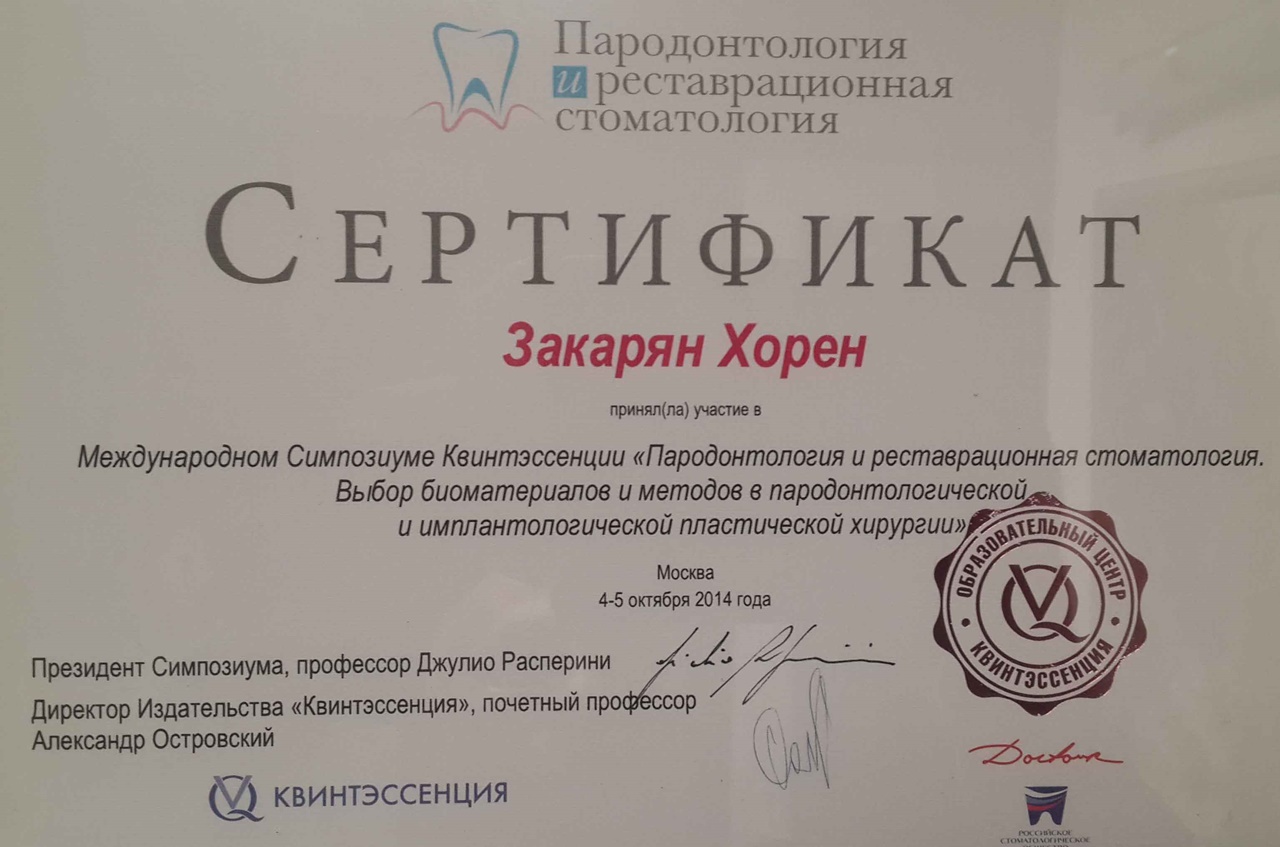 Пародонтология
и реставрационная
стоматология
СЕРТИФИКАТ
Закарян Хорен
принял(ла) участие в
Международном Симпозиуме Квинтэссенции «Пародонтология и реставрационная стоматология.
Выбор биоматериалов и методов в пародонтологической
и имплантологической пластической хирургии»
ОБРАЗОВАТЕЛЬНЫЙ ЦЕНТР
КВИНТЭССЕНЦИЯ
Москва
4-5 октября 2014 года
Президент Симпозиума, профессор Джулио Расперини
Директор Издательства «Квинтэссенция», почетный профессор
Александр Островский
КВИНТЭССЕНЦИЯ
РОССИЙСКОЕ
СТОМАТОЛОГИЧЕСКОЕ